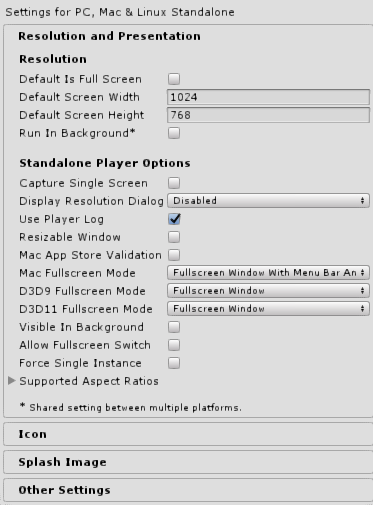 Settings for PC, Mac & Linux Standalone
Resolution and Presentation
Resolution
Default Is Full Screen
Default Screen Width 1024
Default Screen Height 768
Run In Background*
Standalone Player Options
Capture Single Screen
Display Resolution Dialog Disabled
Use Player Log
Resizable Window
Mac App Store Validation
Mac Fullscreen Mode Fullscreen Window With Menu Bar An
D3D9 Fullscreen Mode Fullscreen Window
D3D11 Fullscreen Mode Fullscreen Window
Visible In Background
Allow Fullscreen Switch
Force Single Instance
Supported Aspect Ratios
* Shared setting between multiple platforms.
Icon
Splash Image
Other Settings